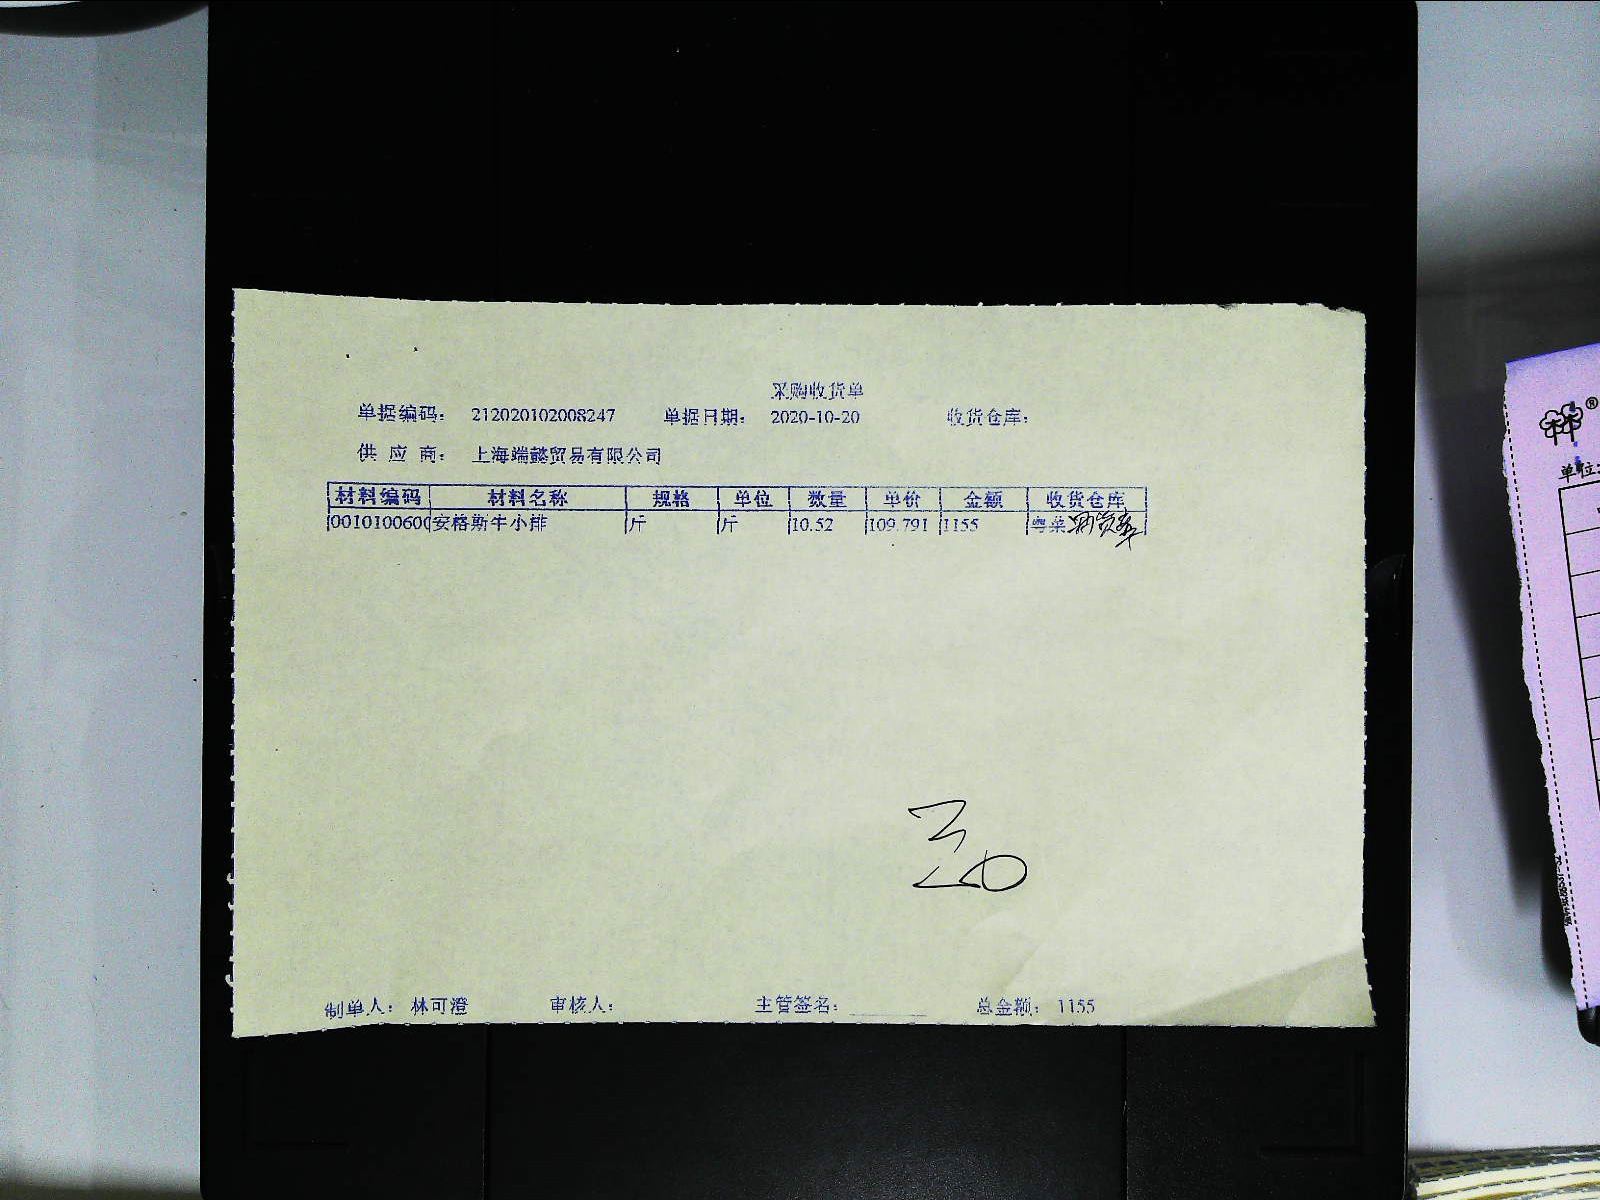 采购收货单
单据编码: 212020102008247 单据日期: 2020-10-20 收货仓库:
供应商: 上海端懿贸易有限公司
材料编码 材料名称 规格 单位 数量 单价 金额 收货仓库
0010100600 安格斯牛小排 斤 斤 10.52 109.791 1155 粤菜
制单人: 林可澄 审核人: 主管签名: 总金额: 1155
单位: